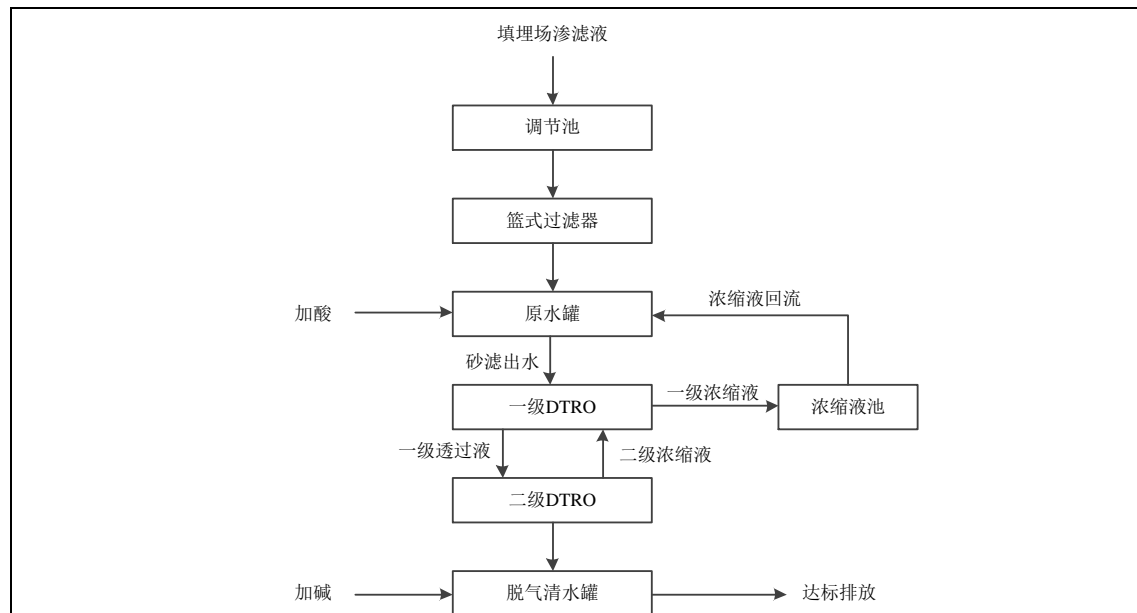 填埋场渗滤液
调节池
篮式过滤器
浓缩液回流
加酸
原水罐
砂滤出水
一级浓缩液
一级DTRO
浓缩液池
一级透过液
二级浓缩液
二级DTRO
加碱
脱气清水罐
达标排放